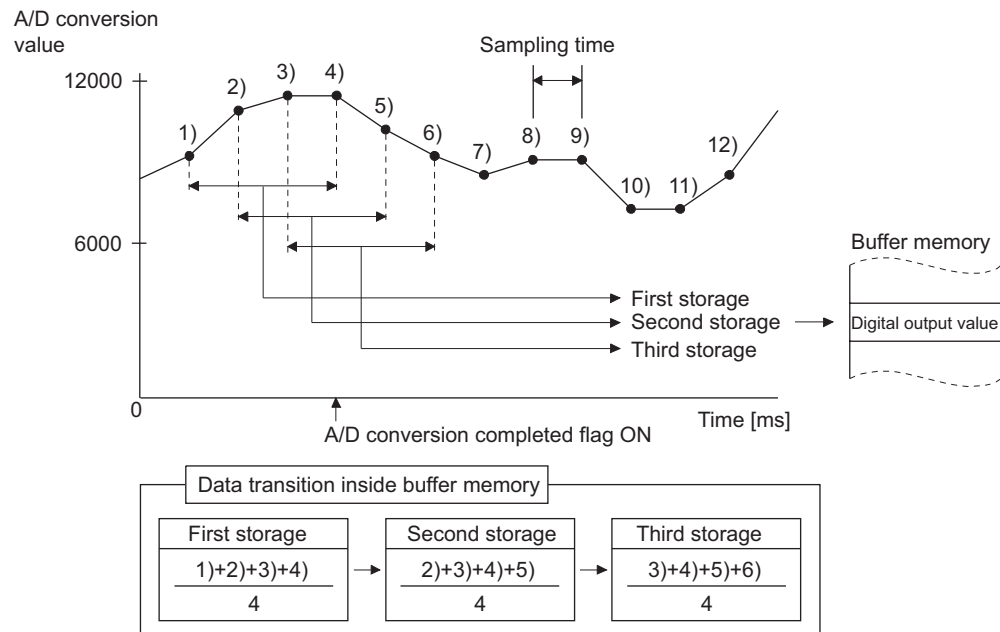 A/D conversion
value
Sampling time
12000
1)
2)
3)
4)
5)
6)
7)
8)
9)
10)
11)
12)
6000
Buffer memory
First storage
Second storage
Digital output value
Third storage
0
Time [ms]
A/D conversion completed flag ON
Data transition inside buffer memory
First storage
1)+2)+3)+4)
4
Second storage
2)+3)+4)+5)
4
Third storage
3)+4)+5)+6)
4